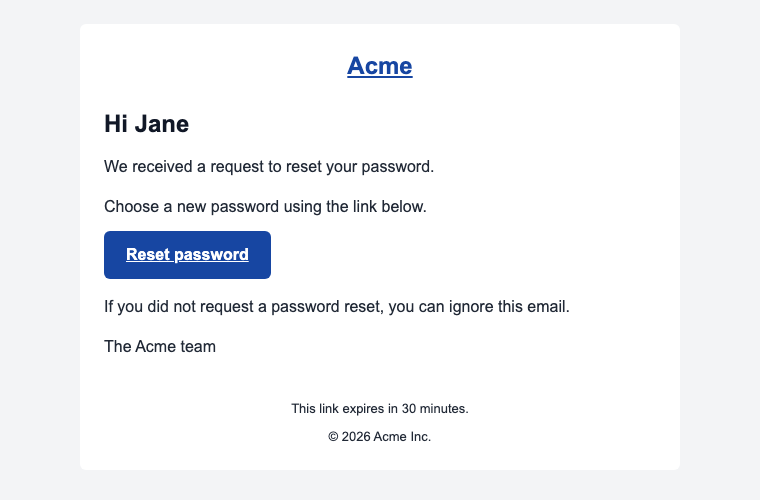 Acme
Hi Jane
We received a request to reset your password.
Choose a new password using the link below.
Reset password
If you did not request a password reset, you can ignore this email.
The Acme team
This link expires in 30 minutes.
© 2026 Acme Inc.